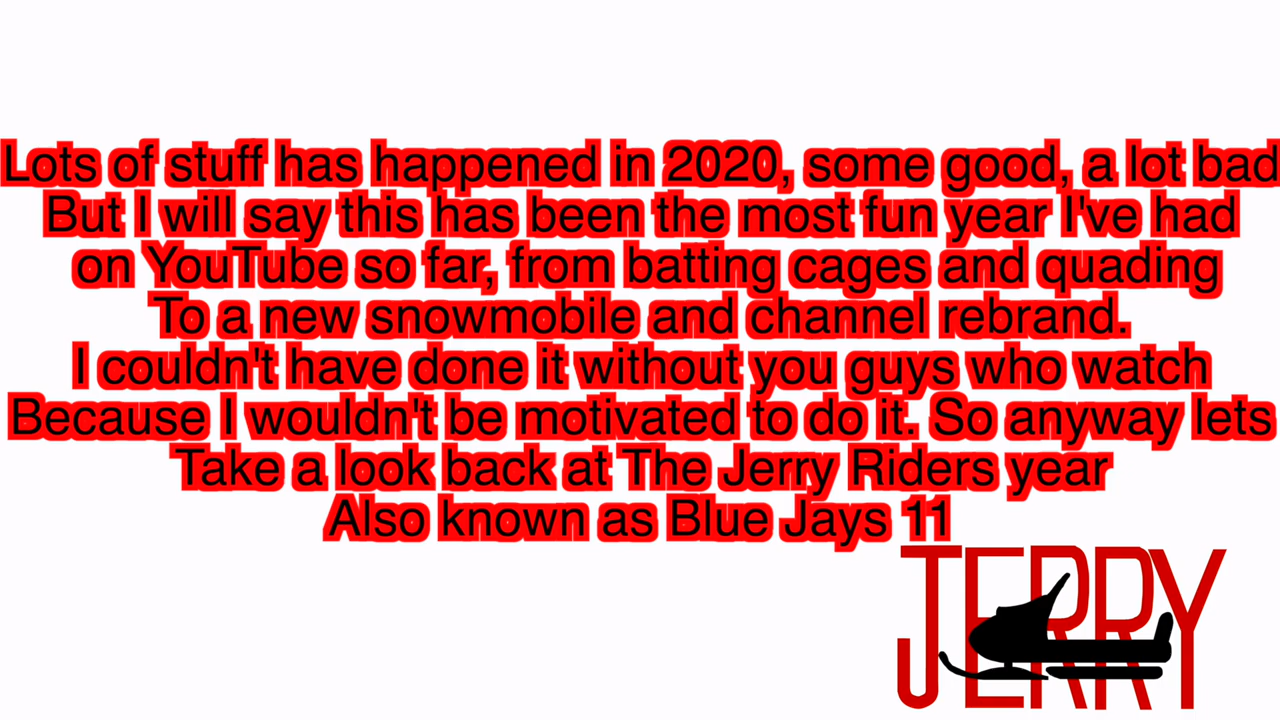 Lots of stuff has happened in 2020, some good, a lot bad
But I will say this has been the most fun year I've had
on YouTube so far, from batting cages and quading
To a new snowmobile and channel rebrand.
I couldn't have done it without you guys who watch
Because I wouldn't be motivated to do it. So anyway lets
Take a look back at The Jerry Riders year
Also known as Blue Jays 11
JERRY